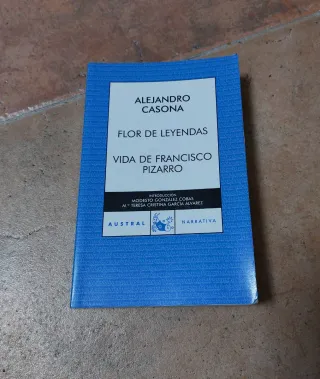 ALEJANDRO
CASONA
FLOR DE LEYENDAS
VIDA DE FRANCISCO
PIZARRO
INTRODUCCIÓN
MODESTO GONZÁLEZ COBAS
Mª TERESA CRISTINA GARCÍA ÁLVAREZ
AUSTRAL NARRATIVA